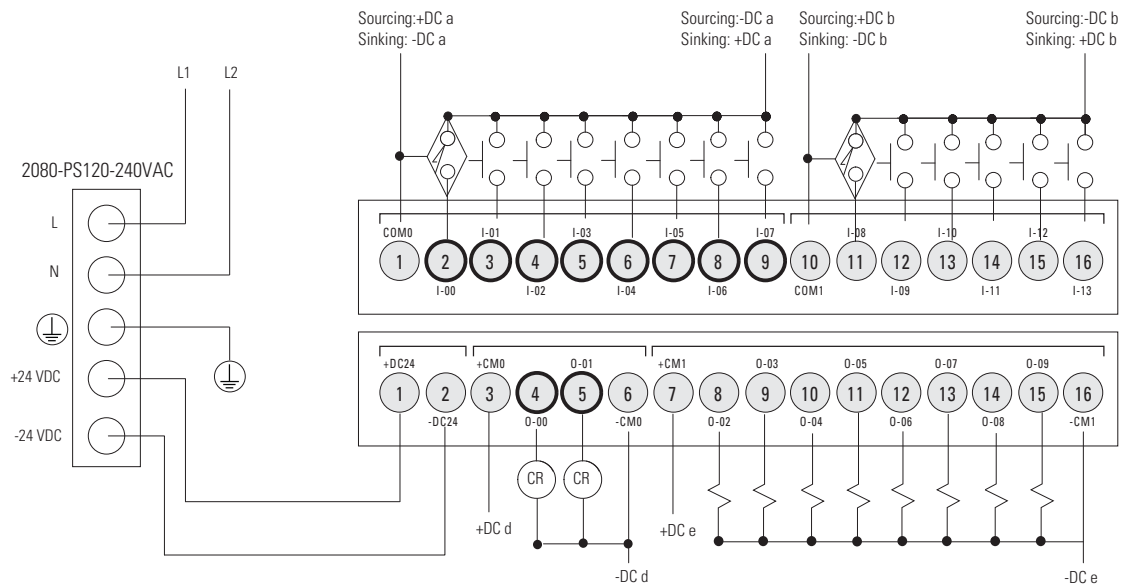 Sourcing:+DC a
Sinking: -DC a
Sourcing:-DC a
Sinking: +DC a
Sourcing:+DC b
Sinking: -DC b
Sourcing:-DC b
Sinking: +DC b
L1
L2
2080-PS120-240VAC
L
N
+24 VDC
-24 VDC
COM0
I-01
I-03
I-05
I-07
I-08
I-10
I-12
1
2
3
4
5
6
7
8
9
10
11
12
13
14
15
16
I-00
I-02
I-04
I-06
COM1
I-09
I-11
I-13
+DC24
+CM0
O-01
+CM1
O-03
O-05
O-07
O-09
1
2
3
4
5
6
7
8
9
10
11
12
13
14
15
16
-DC24
O-00
-CM0
O-02
O-04
O-06
O-08
-CM1
CR
CR
+DC d
+DC e
-DC d
-DC e